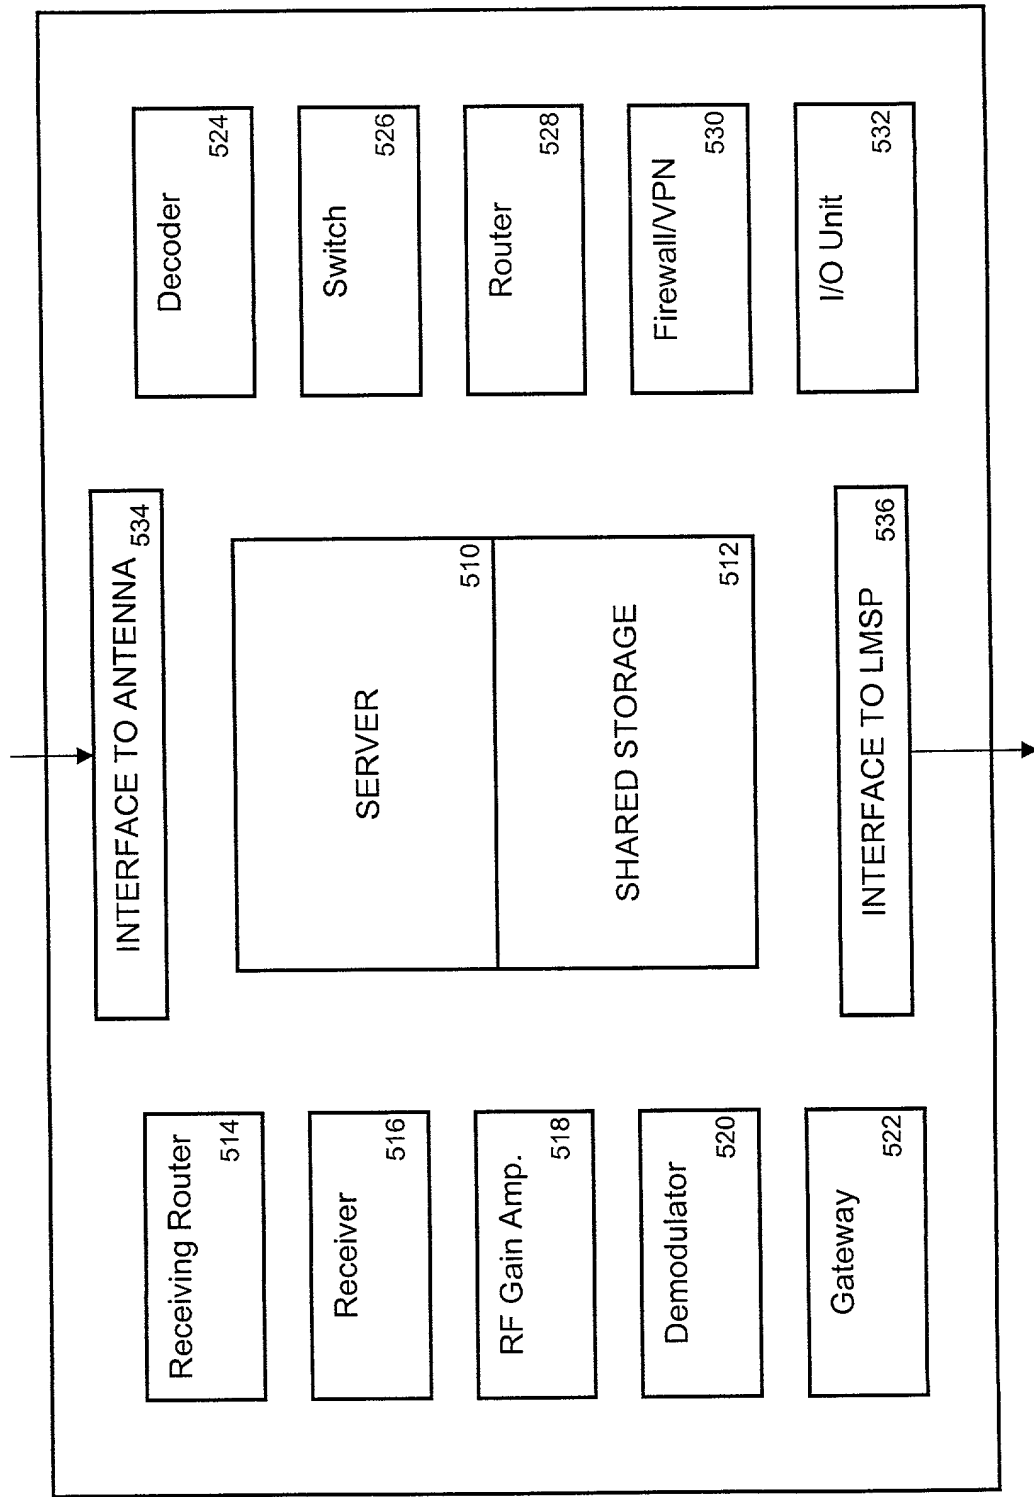 INTERFACE TO ANTENNA
534
Receiving Router
514
Receiver
516
RF Gain Amp.
518
Demodulator
520
Gateway
522
SERVER
510
SHARED STORAGE
512
Decoder
524
Switch
526
Router
528
Firewall/VPN
530
I/O Unit
532
INTERFACE TO LMSP
536